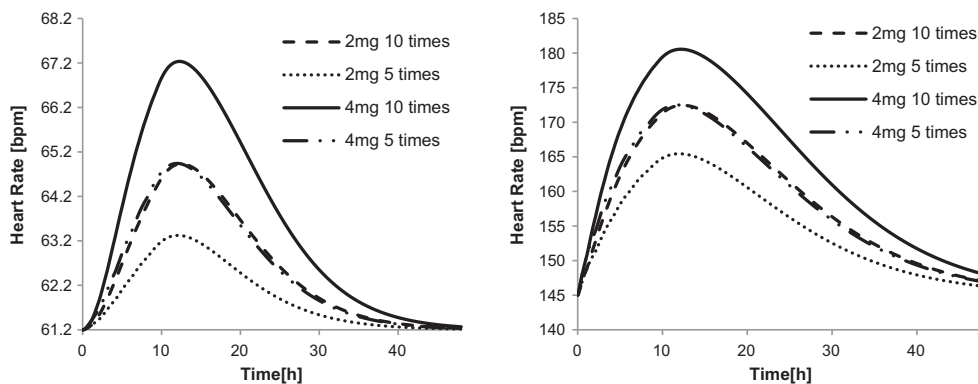 68.2
67.2
66.2
65.2
64.2
63.2
62.2
61.2
Heart Rate [bpm]
0
10
20
30
40
Time[h]
2mg 10 times
2mg 5 times
4mg 10 times
4mg 5 times
185
180
175
170
165
160
155
150
145
140
Heart Rate [bpm]
0
10
20
30
40
Time[h]
2mg 10 times
2mg 5 times
4mg 10 times
4mg 5 times